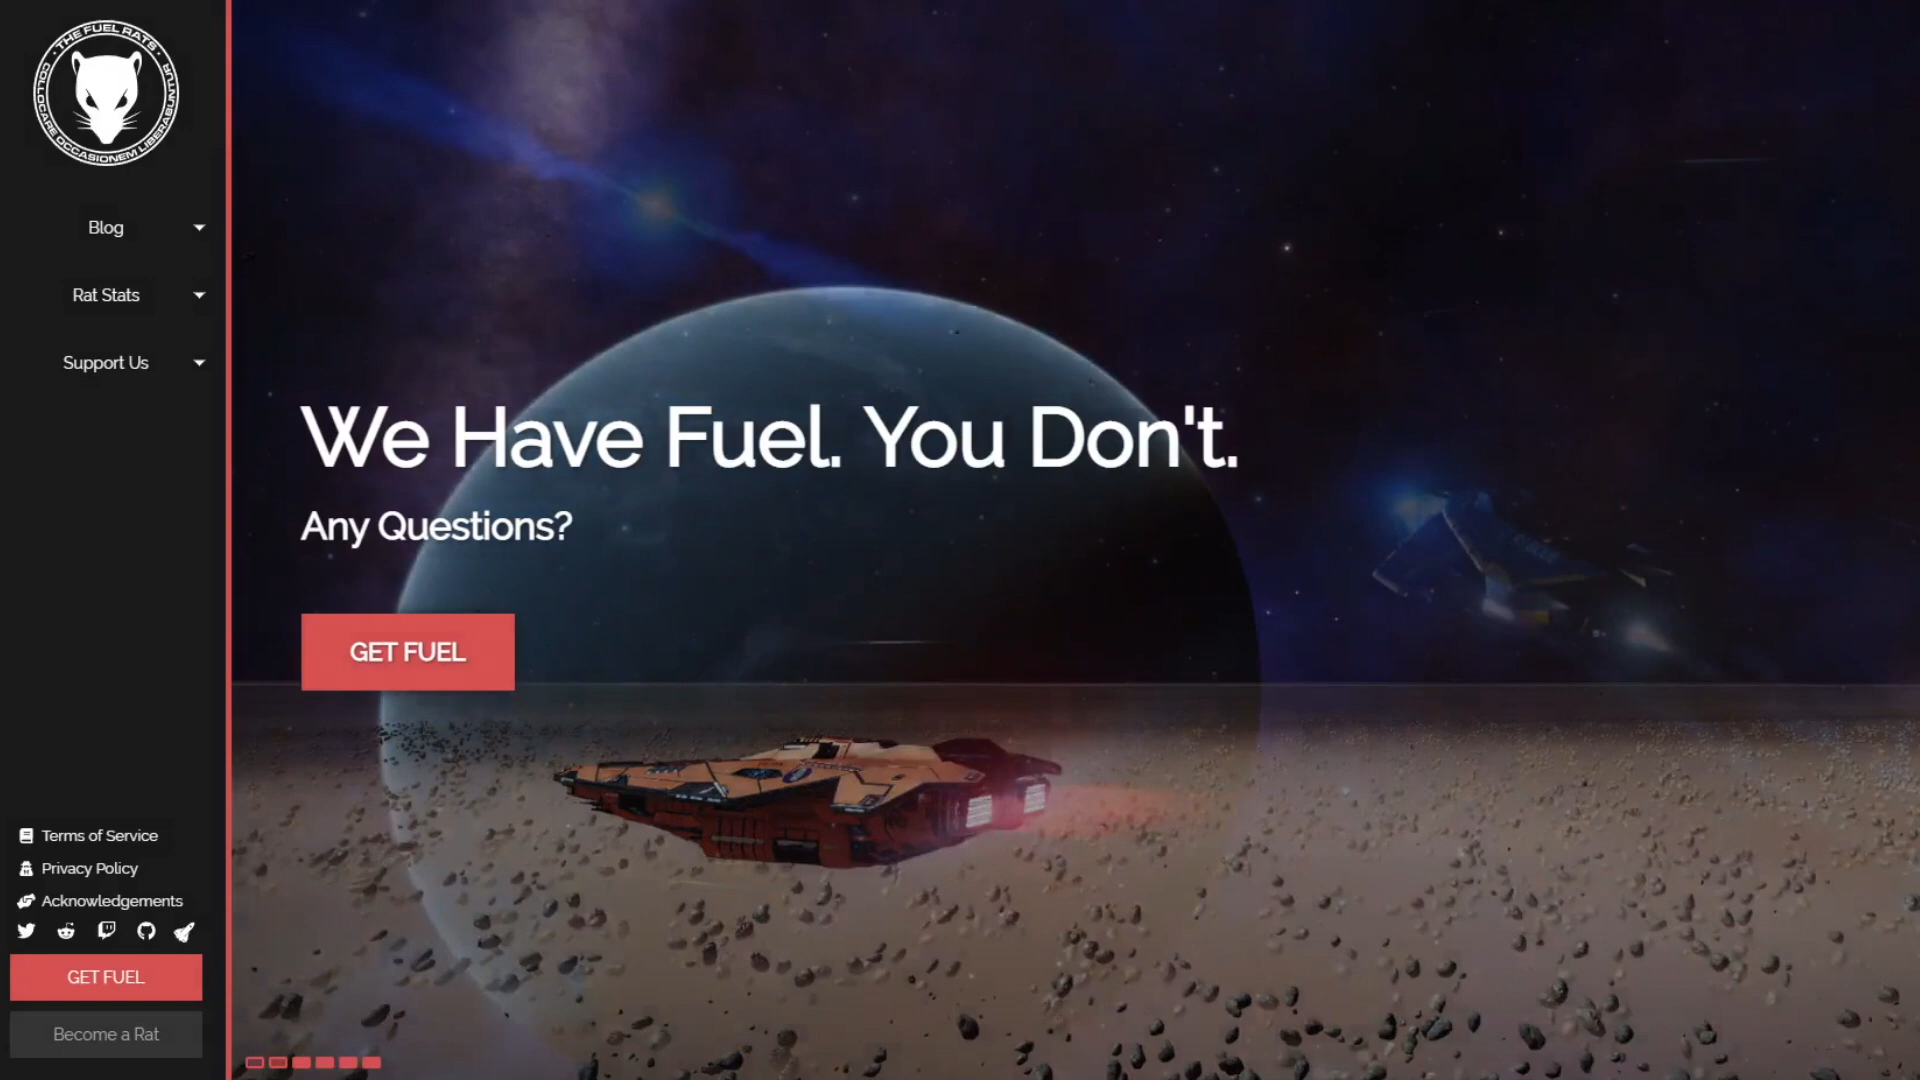 THE FUEL RATS
COLLOCARE OCCASIONEM LIBERABUNTUR
Blog
Rat Stats
Support Us
We Have Fuel. You Don't.
Any Questions?
GET FUEL
Terms of Service
Privacy Policy
Acknowledgements
GET FUEL
Become a Rat